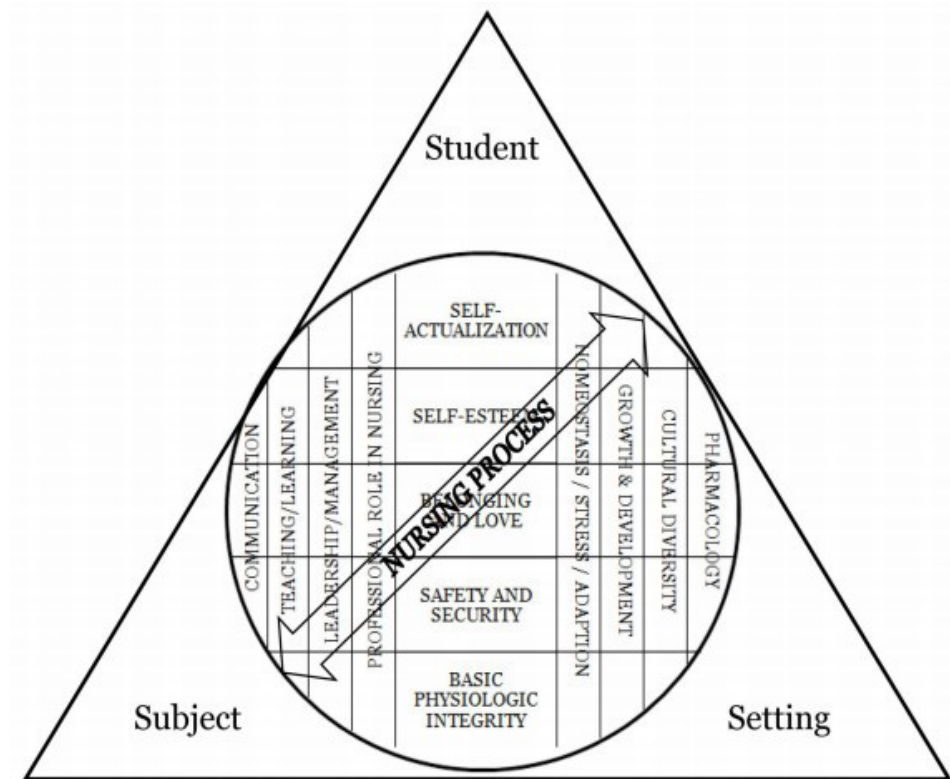 Student
SELF-
ACTUALIZATION
SELF-ESTEEM
BELONGING
AND LOVE
SAFETY AND
SECURITY
BASIC
PHYSIOLOGIC
INTEGRITY
NURSING PROCESS
COMMUNICATION
TEACHING/LEARNING
LEADERSHIP/MANAGEMENT
PROFESSIONAL ROLE IN NURSING
HOMEOSTASIS / STRESS / ADAPTION
GROWTH & DEVELOPMENT
CULTURAL DIVERSITY
PHARMACOLOGY
Subject
Setting